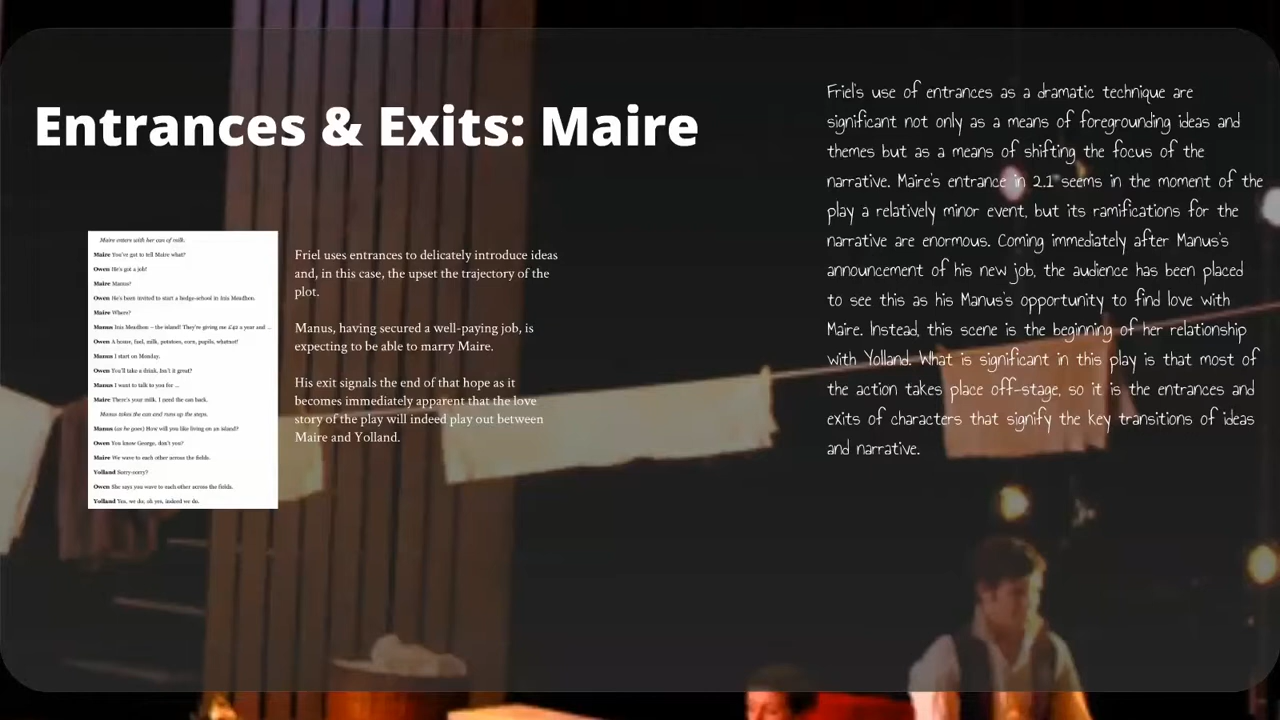 Entrances & Exits: Maire
Maire enters with her can of milk.
Maire You've got to tell Maire what?
Owen He's got a job!
Maire Manus?
Owen He's been invited to start a hedge-school in Inis Meadhon.
Maire Where?
Manus Inis Meadhon – the island! They're giving me £42 a year and ...
Owen A home, fuel, milk, potatoes, corn, pupils, whatnot!
Manus I start on Monday.
Owen You'll take a drink. Isn't it great?
Manus I want to talk to you for ...
Maire There's your milk. I need the can back.
Manus takes the can and runs up the steps.
Manus (as he goes) How will you like living on an island?
Owen You know George, don't you?
Maire We wave to each other across the fields.
Yolland Sorry-sorry?
Owen She says you wave to each other across the fields.
Yolland Yes, we do; oh yes, indeed we do.
Friel uses entrances to delicately introduce ideas
and, in this case, the upset the trajectory of the
plot.
Manus, having secured a well-paying job, is
expecting to be able to marry Maire.
His exit signals the end of that hope as it
becomes immediately apparent that the love
story of the play will indeed play out between
Maire and Yolland.
Friel's use of entrances as a dramatic technique are
significant not only as a means of foregrounding ideas and
themes but as a means of shifting the focus of the
narrative. Maire's entrance in 2.1 seems in the moment of the
play a relatively minor event, but its ramifications for the
narrative are enormous. Coming immediately after Manus's
announcement of his new job, the audience has been placed
to see this as his Manus's opportunity to find love with
Maire. Instead, this scene is the beginning of her relationship
with Yolland. What is significant in this play is that most of
the action takes place off-stage, so it is the entrances and
exits of characters that signify the key transitions of ideas
and narrative.